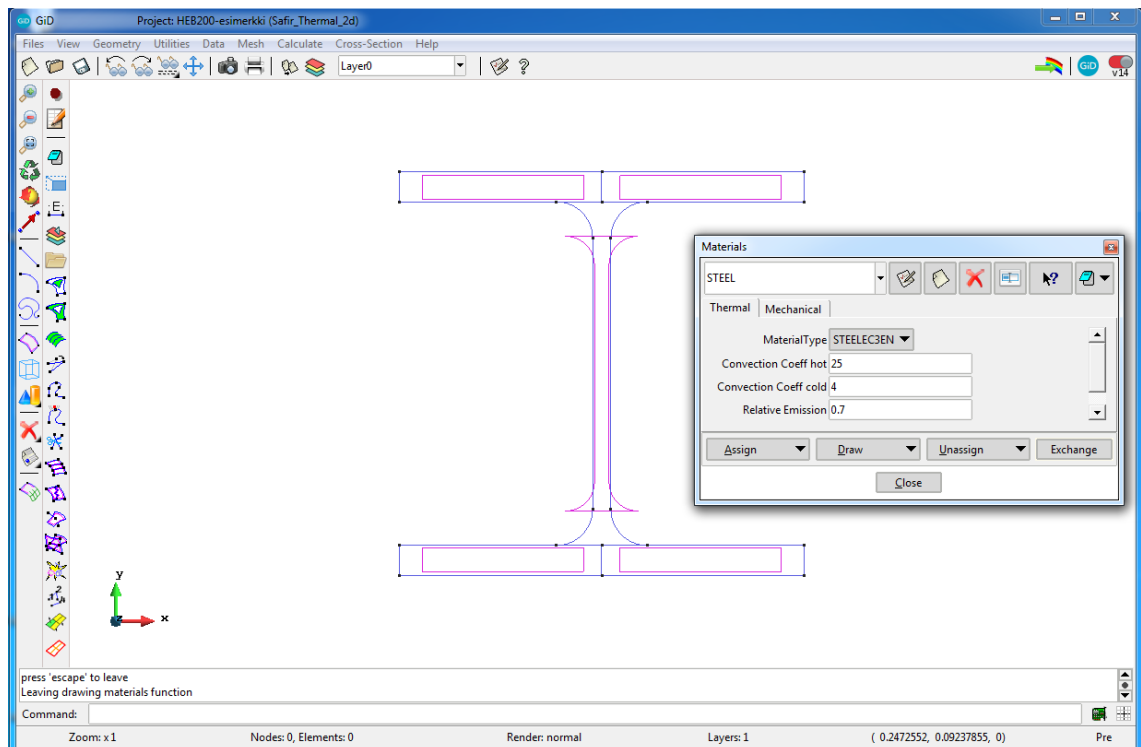 GiD GiD Project: HEB200-esimerkki (Safir_Thermal_2d)
Files View Geometry Utilities Data Mesh Calculate Cross-Section Help
Layer0 ? GiD v14
E
Materials
STEEL ?
Thermal Mechanical
MaterialType STEELEC3EN
Convection Coeff hot 25
Convection Coeff cold 4
Relative Emission 0.7
Assign Draw Unassign Exchange
Close
y
x
press 'escape' to leave
Leaving drawing materials function
Command:
Zoom: x 1 Nodes: 0, Elements: 0 Render: normal Layers: 1 ( 0.2472552, 0.09237855, 0) Pre